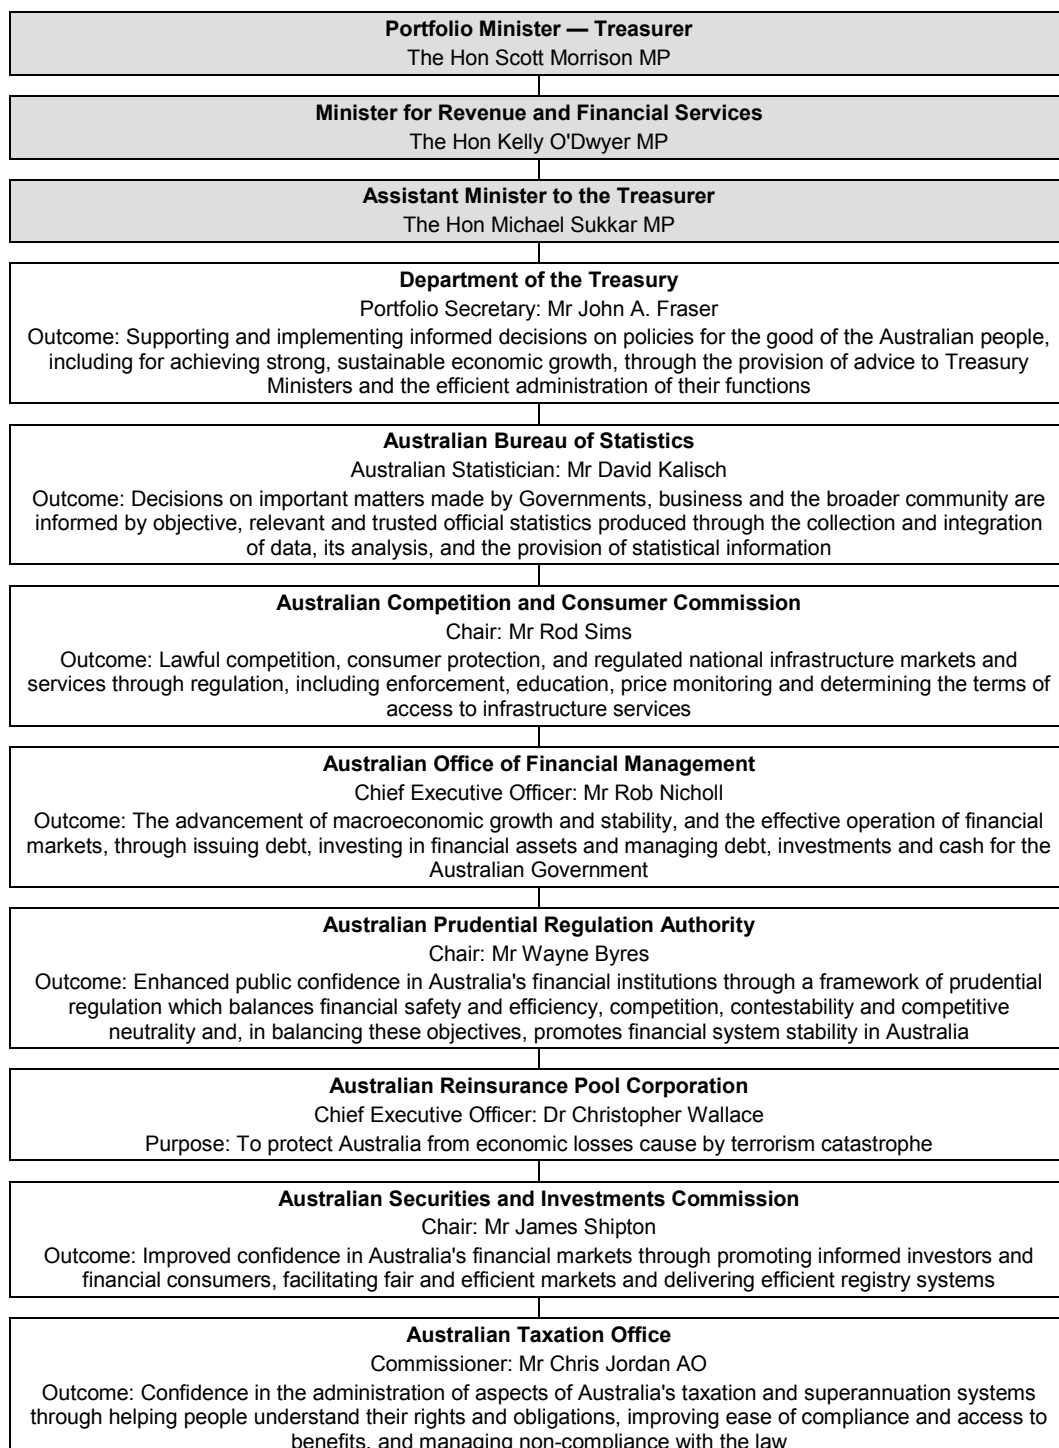 Portfolio Minister — Treasurer
The Hon Scott Morrison MP
Minister for Revenue and Financial Services
The Hon Kelly O'Dwyer MP
Assistant Minister to the Treasurer
The Hon Michael Sukkar MP
Department of the Treasury
Portfolio Secretary: Mr John A. Fraser
Outcome: Supporting and implementing informed decisions on policies for the good of the Australian people,
including for achieving strong, sustainable economic growth, through the provision of advice to Treasury
Ministers and the efficient administration of their functions
Australian Bureau of Statistics
Australian Statistician: Mr David Kalisch
Outcome: Decisions on important matters made by Governments, business and the broader community are
informed by objective, relevant and trusted official statistics produced through the collection and integration
of data, its analysis, and the provision of statistical information
Australian Competition and Consumer Commission
Chair: Mr Rod Sims
Outcome: Lawful competition, consumer protection, and regulated national infrastructure markets and
services through regulation, including enforcement, education, price monitoring and determining the terms of
access to infrastructure services
Australian Office of Financial Management
Chief Executive Officer: Mr Rob Nicholl
Outcome: The advancement of macroeconomic growth and stability, and the effective operation of financial
markets, through issuing debt, investing in financial assets and managing debt, investments and cash for the
Australian Government
Australian Prudential Regulation Authority
Chair: Mr Wayne Byres
Outcome: Enhanced public confidence in Australia's financial institutions through a framework of prudential
regulation which balances financial safety and efficiency, competition, contestability and competitive
neutrality and, in balancing these objectives, promotes financial system stability in Australia
Australian Reinsurance Pool Corporation
Chief Executive Officer: Dr Christopher Wallace
Purpose: To protect Australia from economic losses cause by terrorism catastrophe
Australian Securities and Investments Commission
Chair: Mr James Shipton
Outcome: Improved confidence in Australia's financial markets through promoting informed investors and
financial consumers, facilitating fair and efficient markets and delivering efficient registry systems
Australian Taxation Office
Commissioner: Mr Chris Jordan AO
Outcome: Confidence in the administration of aspects of Australia's taxation and superannuation systems
through helping people understand their rights and obligations, improving ease of compliance and access to
benefits, and managing non-compliance with the law